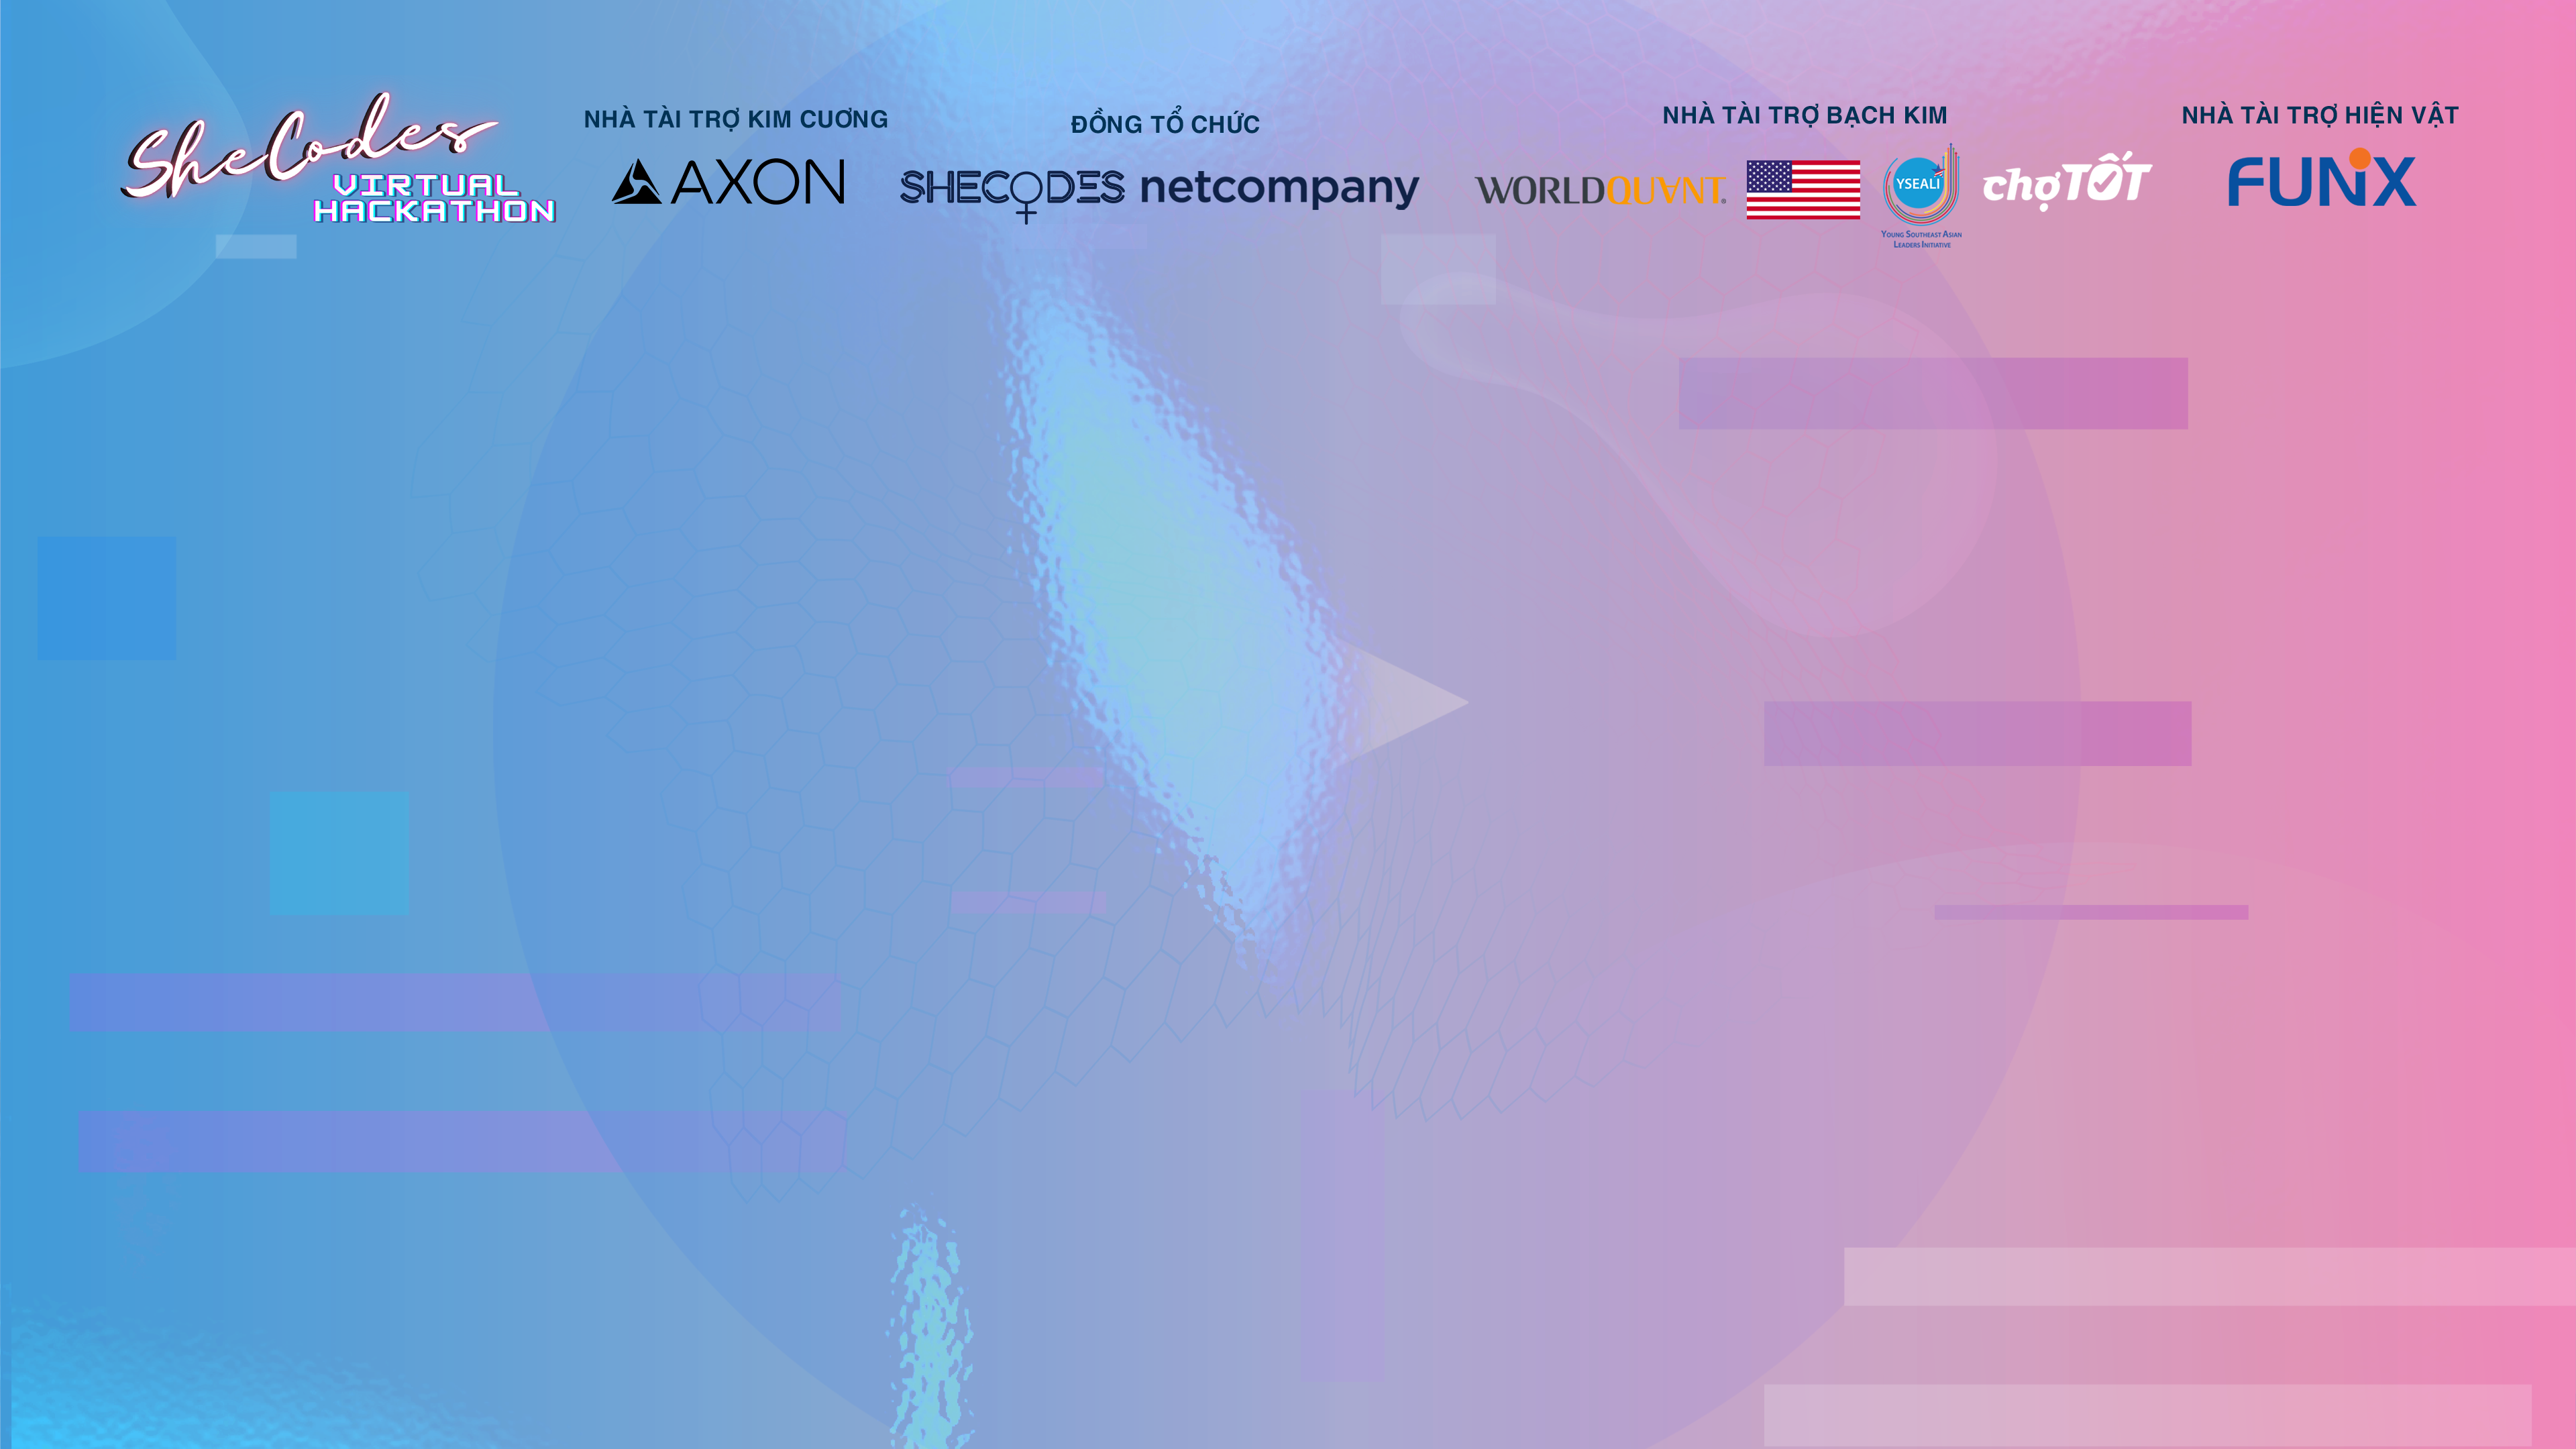 SheCodes
VIRTUAL
HACKATHON
NHÀ TÀI TRỢ KIM CUƠNG
AXON
ĐỒNG TỔ CHỨC
SHECODES netcompany
NHÀ TÀI TRỢ BẠCH KIM
WORLDQUANT
YSEALI
YOUNG SOUTHEAST ASIAN
LEADERS INITIATIVE
chợTỐT
NHÀ TÀI TRỢ HIỆN VẬT
FUNiX